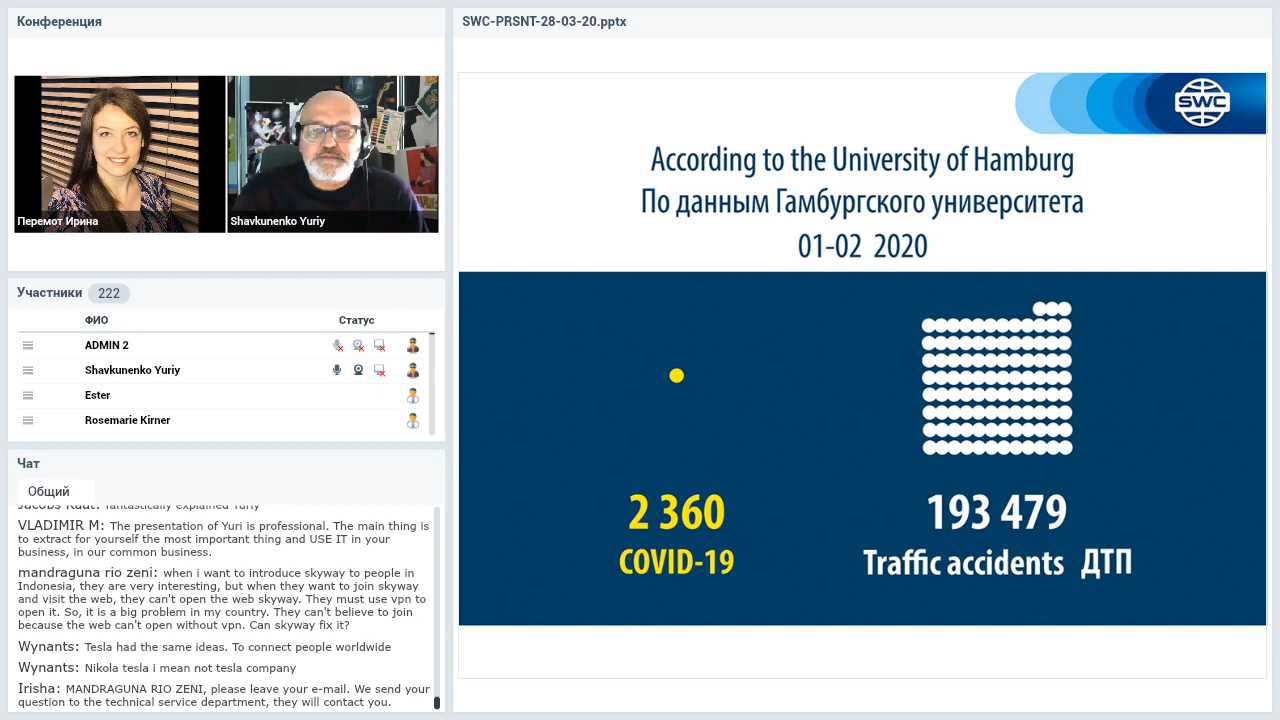 Конференция
Перемот Ирина
Shavkunenko Yuriy
Участники 222
ФИО Статус
ADMIN 2
Shavkunenko Yuriy
Ester
Rosemarie Kirner
Чат
Общий
Jacobs Kaat: fantastically explained Yuriy
VLADIMIR M: The presentation of Yuri is professional. The main thing is
to extract for yourself the most important thing and USE IT in your
business, in our common business.
mandraguna rio zeni: when i want to introduce skyway to people in
Indonesia, they are very interesting, but when they want to join skyway
and visit the web, they can't open the web skyway. They must use vpn to
open it. So, it is a big problem in my country. They can't believe to join
because the web can't open without vpn. Can skyway fix it?
Wynants: Tesla had the same ideas. To connect people worldwide
Wynants: Nikola tesla i mean not tesla company
Irisha: MANDRAGUNA RIO ZENI, please leave your e-mail. We send your
question to the technical service department, they will contact you.
SWC-PRSNT-28-03-20.pptx
SWC
According to the University of Hamburg
По данным Гамбургского университета
01-02 2020
2 360
COVID-19
193 479
Traffic accidents ДТП